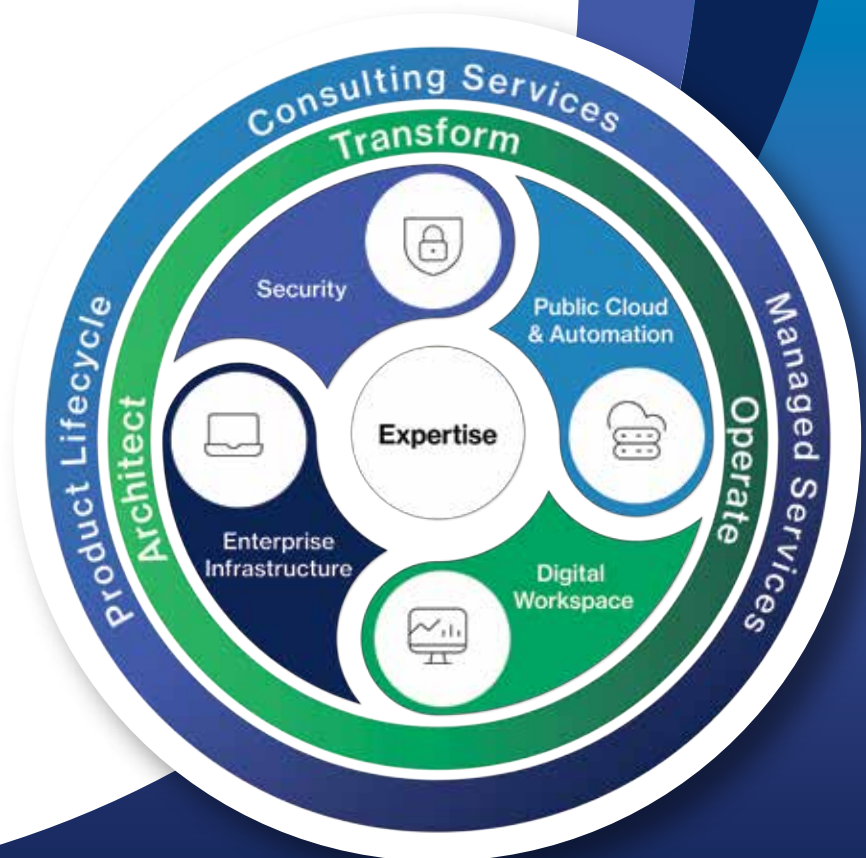 Consulting Services
Transform
Security
Public Cloud
& Automation
Product Lifecycle
Architect
Expertise
Operate
Managed Services
Enterprise
Infrastructure
Digital
Workspace